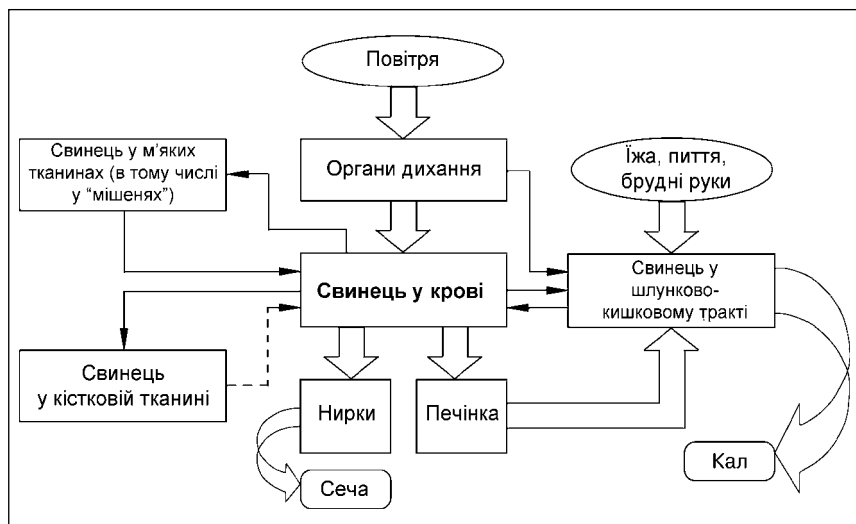 Повітря
Свинець у м’яких
тканинах (в тому числі
у “мішенях”)
Органи дихання
Їжа, пиття,
брудні руки
Свинець у крові
Свинець у
шлунково-
кишковому тракті
Свинець
у кістковій тканині
Нирки
Печінка
Сеча
Кал